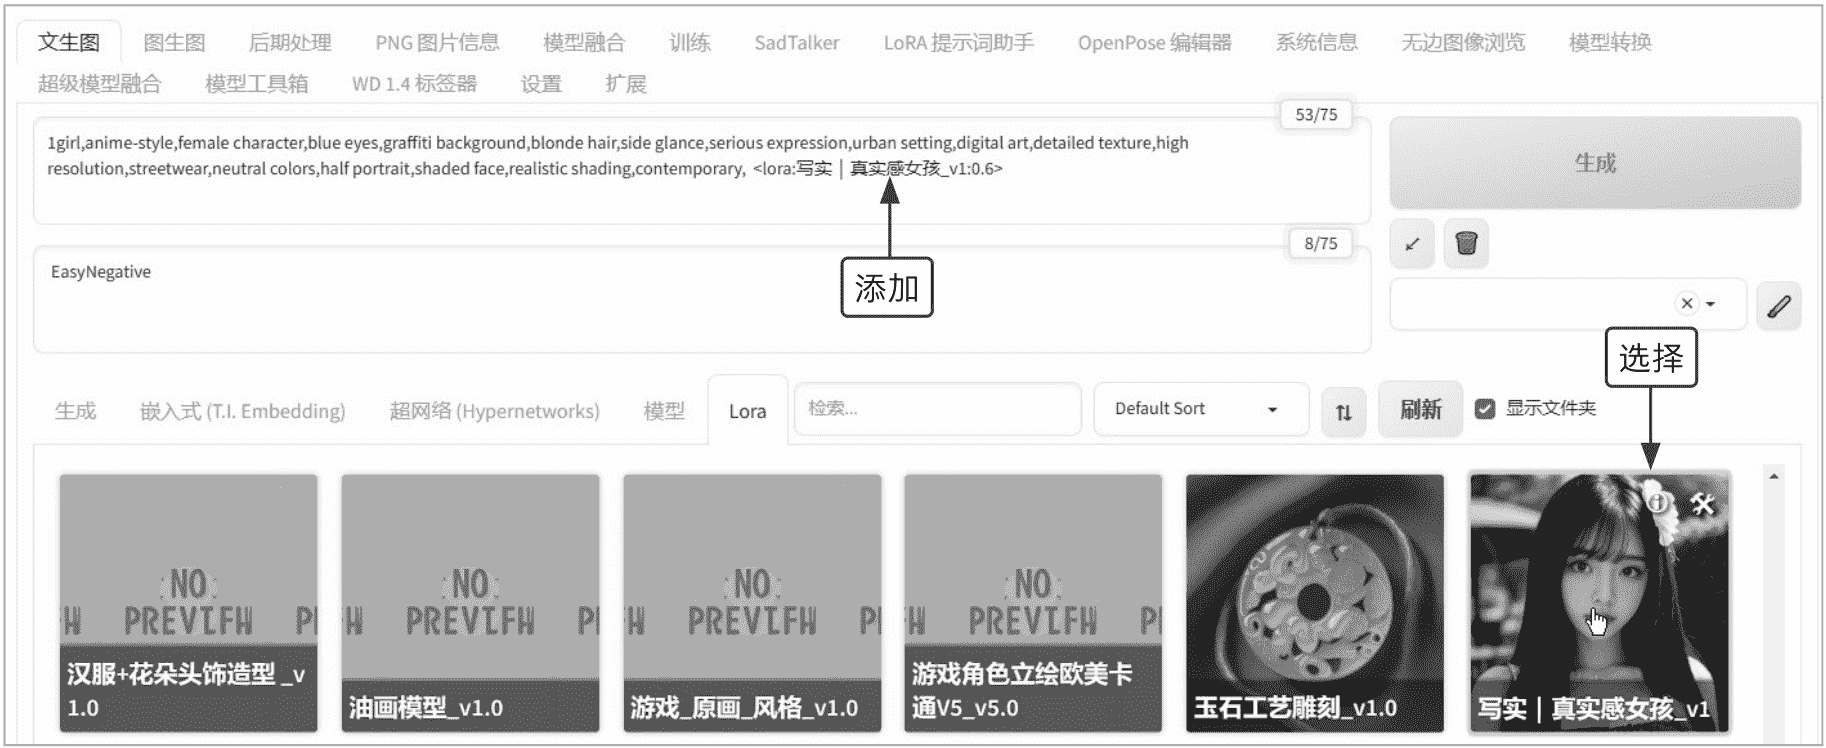 文生图 图生图 后期处理 PNG 图片信息 模型融合 训练 SadTalker LoRA 提示词助手 OpenPose 编辑器 系统信息 无边图像浏览 模型转换
超级模型融合 模型工具箱 WD 1.4 标签器 设置 扩展
53/75
1girl,anime-style,female character,blue eyes,graffiti background,blonde hair,side glance,serious expression,urban setting,digital art,detailed texture,high
resolution,streetwear,neutral colors,half portrait,shaded face,realistic shading,contemporary, <lora:写实｜真实感女孩_v1:0.6>
生成
添加
8/75
EasyNegative
选择
生成 嵌入式 (T.I. Embedding) 超网络 (Hypernetworks) 模型 Lora 检索... Default Sort 刷新 显示文件夹
NO NO NO NO
PREVIEW PREVIEW PREVIEW PREVIEW
汉服+花朵头饰造型 _v
1.0
油画模型_v1.0
游戏_原画_风格_v1.0
游戏角色立绘欧美卡
通V5_v5.0
玉石工艺雕刻_v1.0
写实｜真实感女孩_v1